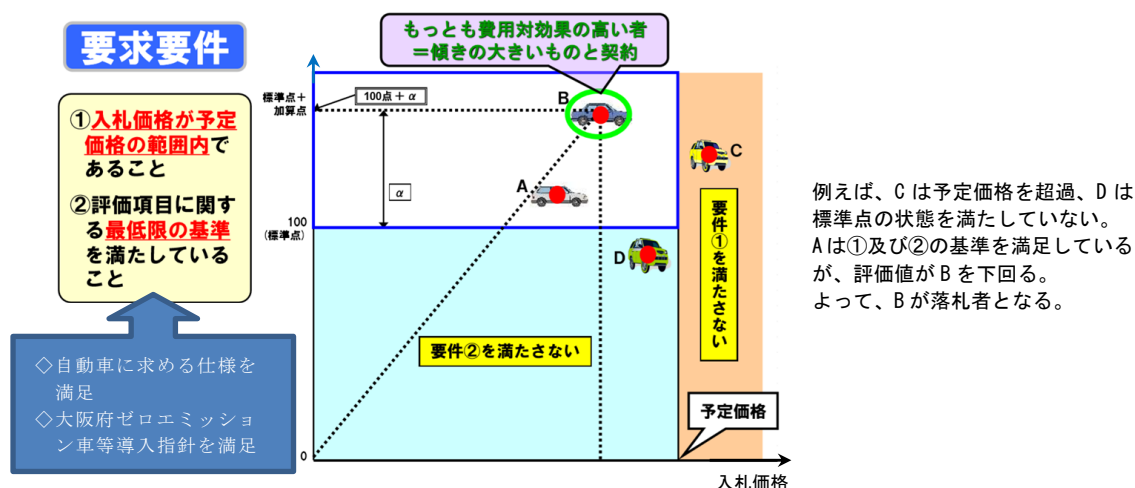 要求要件
①入札価格が予定
価格の範囲内で
あること
②評価項目に関す
る最低限の基準
を満たしている
こと
◇自動車に求める仕様を
満足
◇大阪府ゼロエミッショ
ン車等導入指針を満足
もっとも費用対効果の高い者
＝傾きの大きいものと契約
標準点＋
加算点
100点＋α
B
C
A
α
100
(標準点)
D
要件①を満たさない
要件②を満たさない
予定価格
0
入札価格
例えば、C は予定価格を超過、D は
標準点の状態を満たしていない。
A は①及び②の基準を満足している
が、評価値が B を下回る。
よって、B が落札者となる。